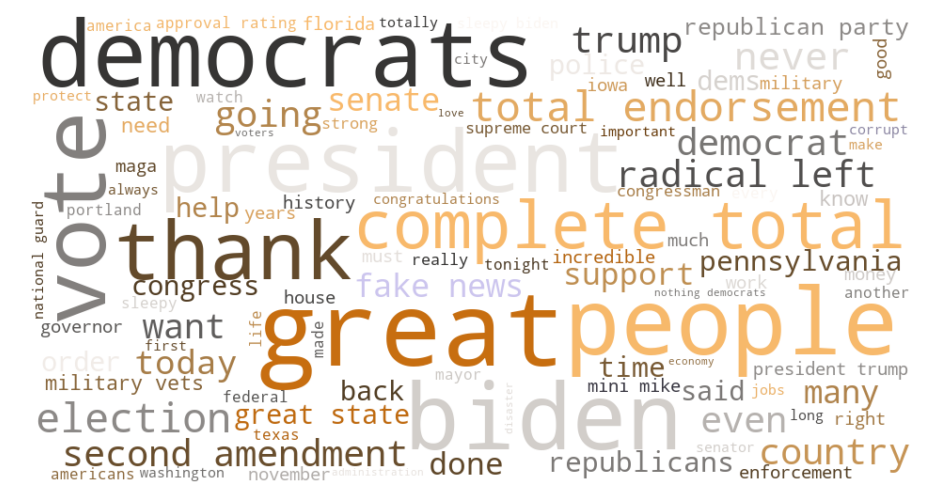 america approval rating florida totally sleepy biden
democrats trump republican party
city police never good
protect state watch senate iowa well dems military
going total endorsement
need strong love
voters supreme court important democrat corrupt
make
vote president radical left
maga
always congressman
portland help years history congratulations know
national guard thank complete total
much
must really tonight incredible pennsylvania
congress fake news support work money
sleepy house nothing democrats another
governor want great people
first life made
order today time economy
military vets mayor mini mike president trump
federal back said many jobs
election great state biden even long right
texas disaster
second amendment done republicans senator country
americans washington november administration enforcement